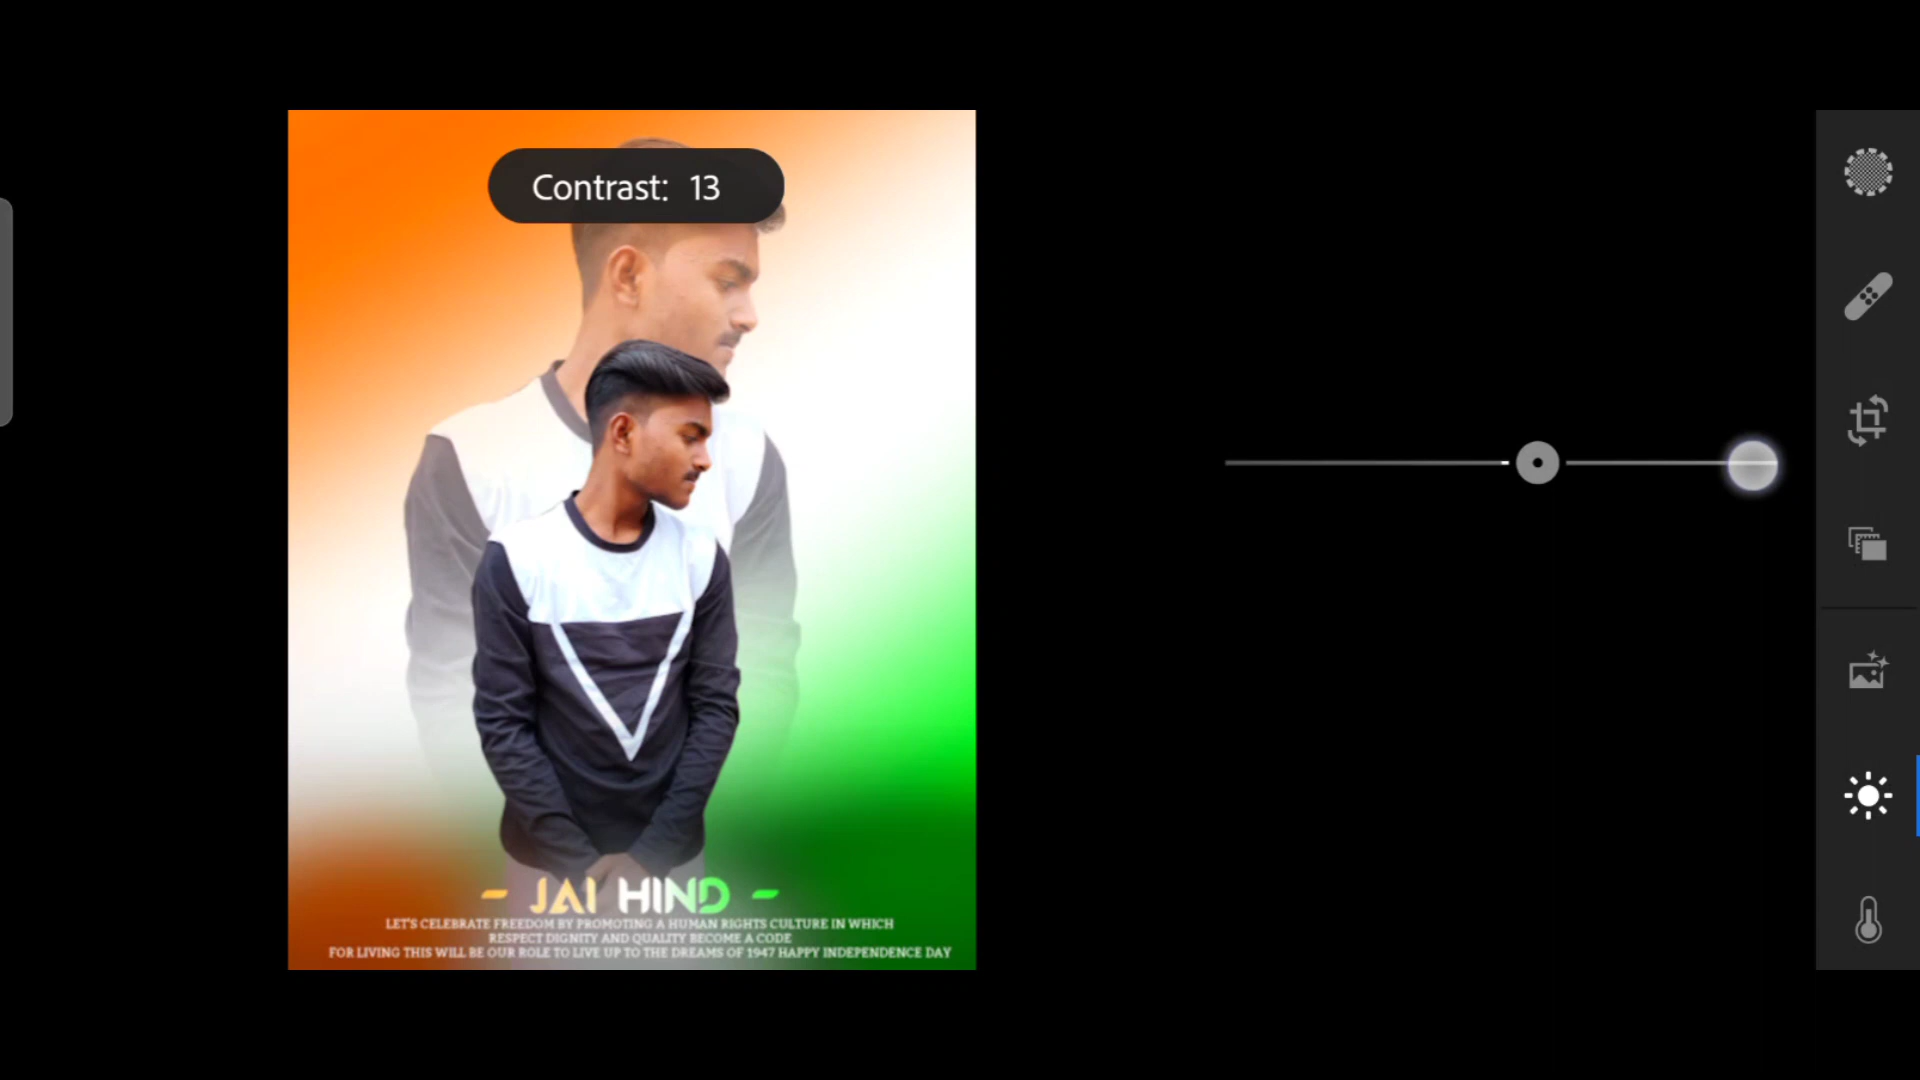 Contrast: 13
- JAI HIND -
LET'S CELEBRATE FREEDOM BY PROMOTING A HUMAN RIGHTS CULTURE IN WHICH
RESPECT DIGNITY AND QUALITY BECOME A CODE
FOR LIVING THIS WILL BE OUR ROLE TO LIVE UP TO THE DREAMS OF 1947 HAPPY INDEPENDENCE DAY